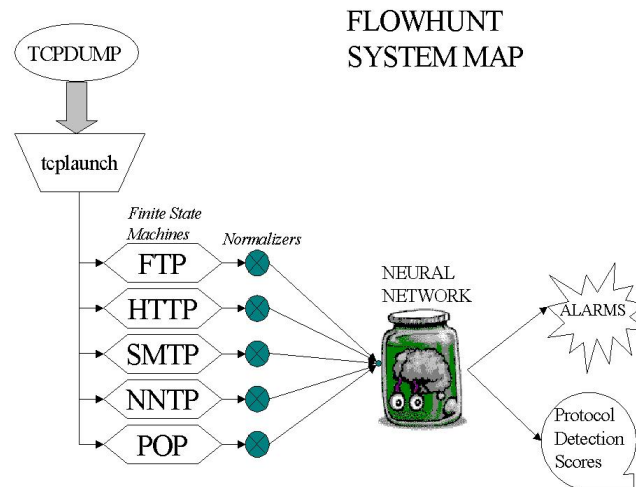 FLOWHUNT
SYSTEM MAP
TCPDUMP
tcplaunch
Finite State
Machines
Normalizers
FTP
HTTP
SMTP
NNTP
POP
NEURAL
NETWORK
ALARMS
Protocol
Detection
Scores